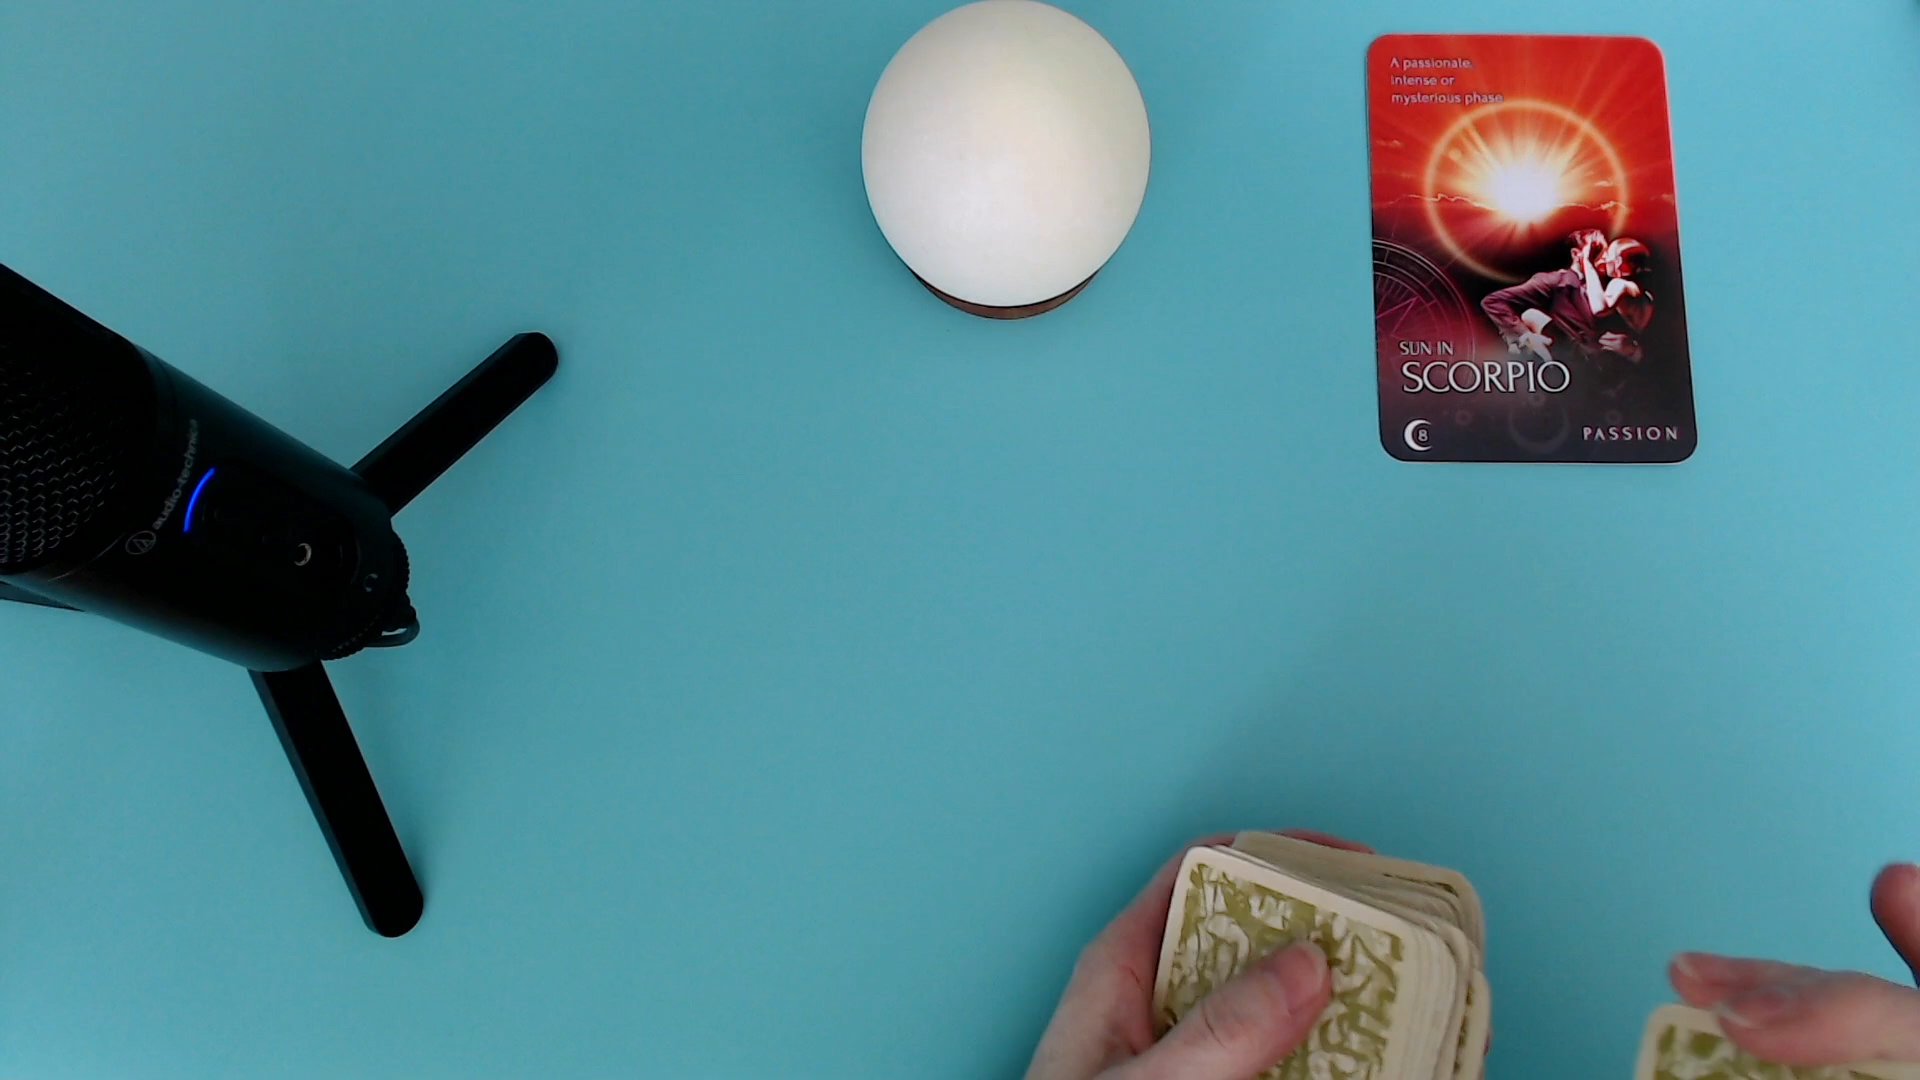 audio-technica
A passionate,
intense or
mysterious phase
SUN IN
SCORPIO
8
PASSION